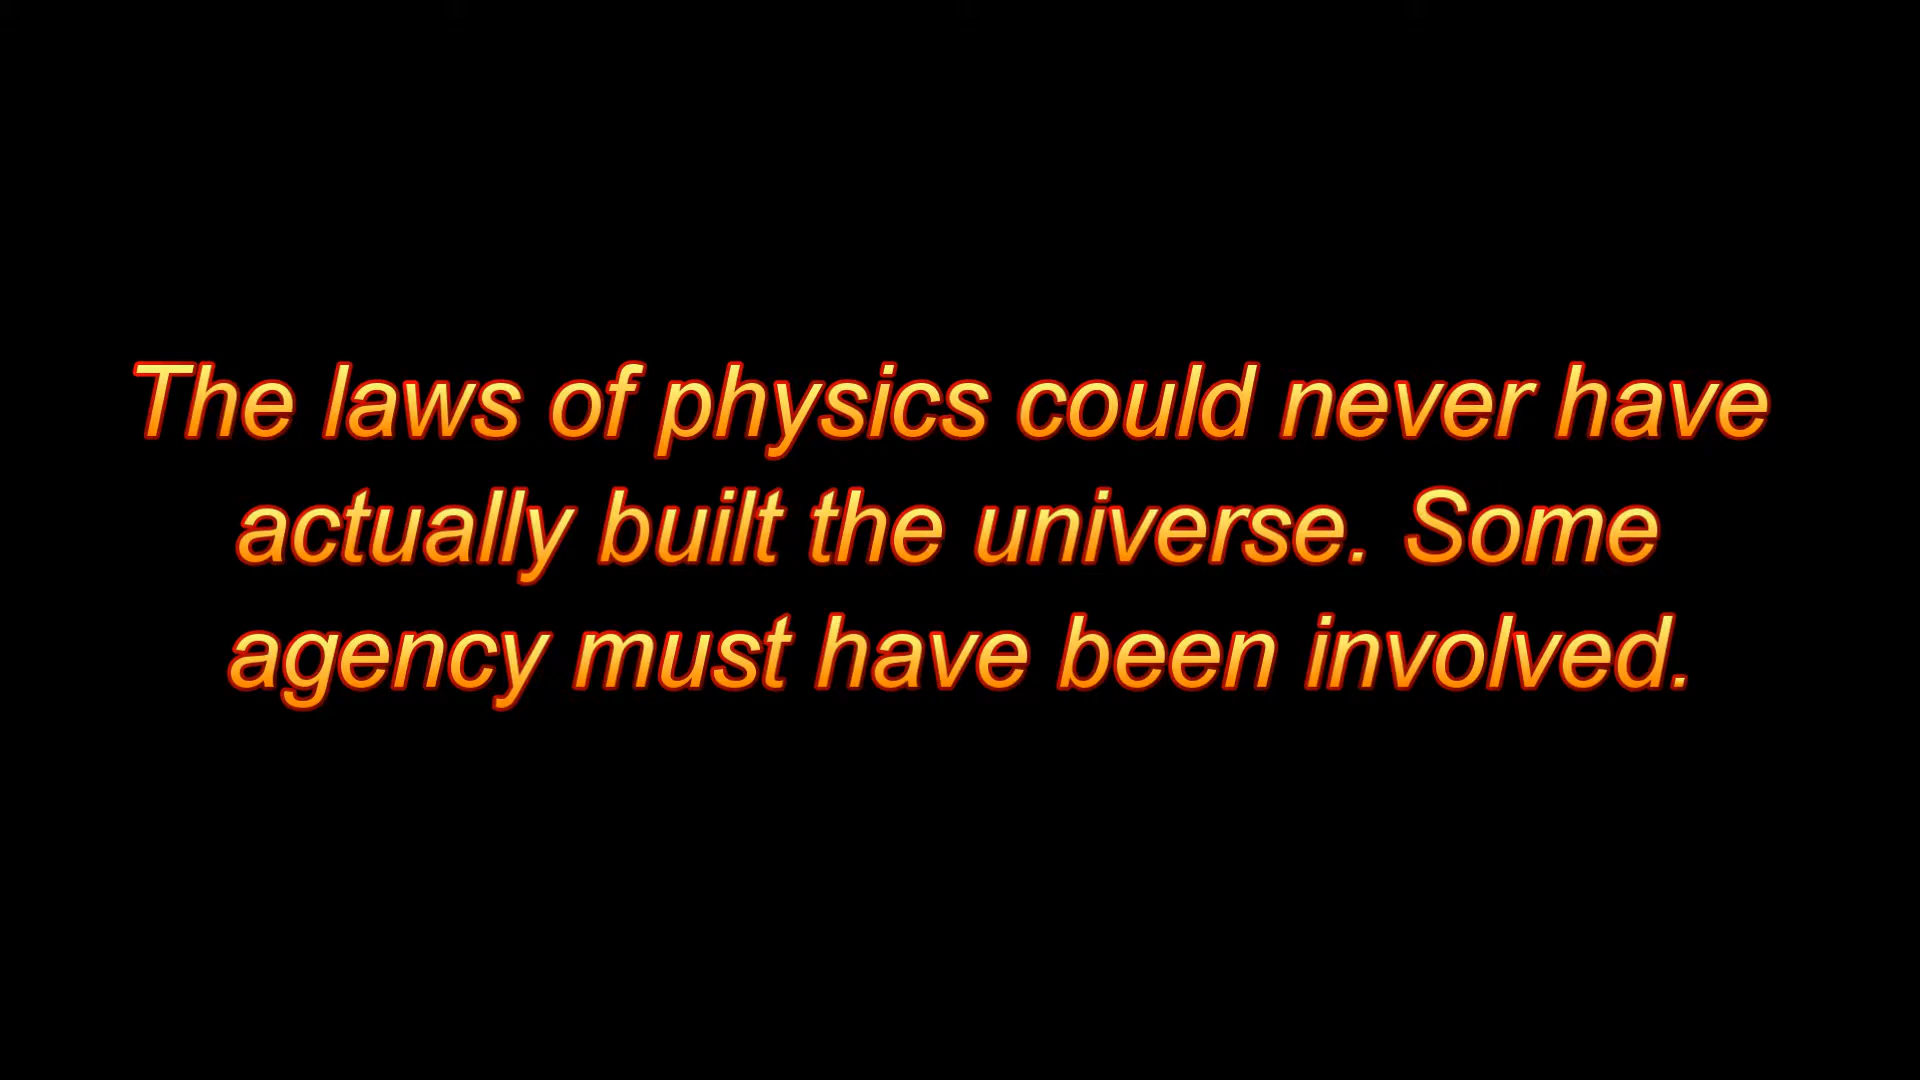 The laws of physics could never have
actually built the universe. Some
agency must have been involved.